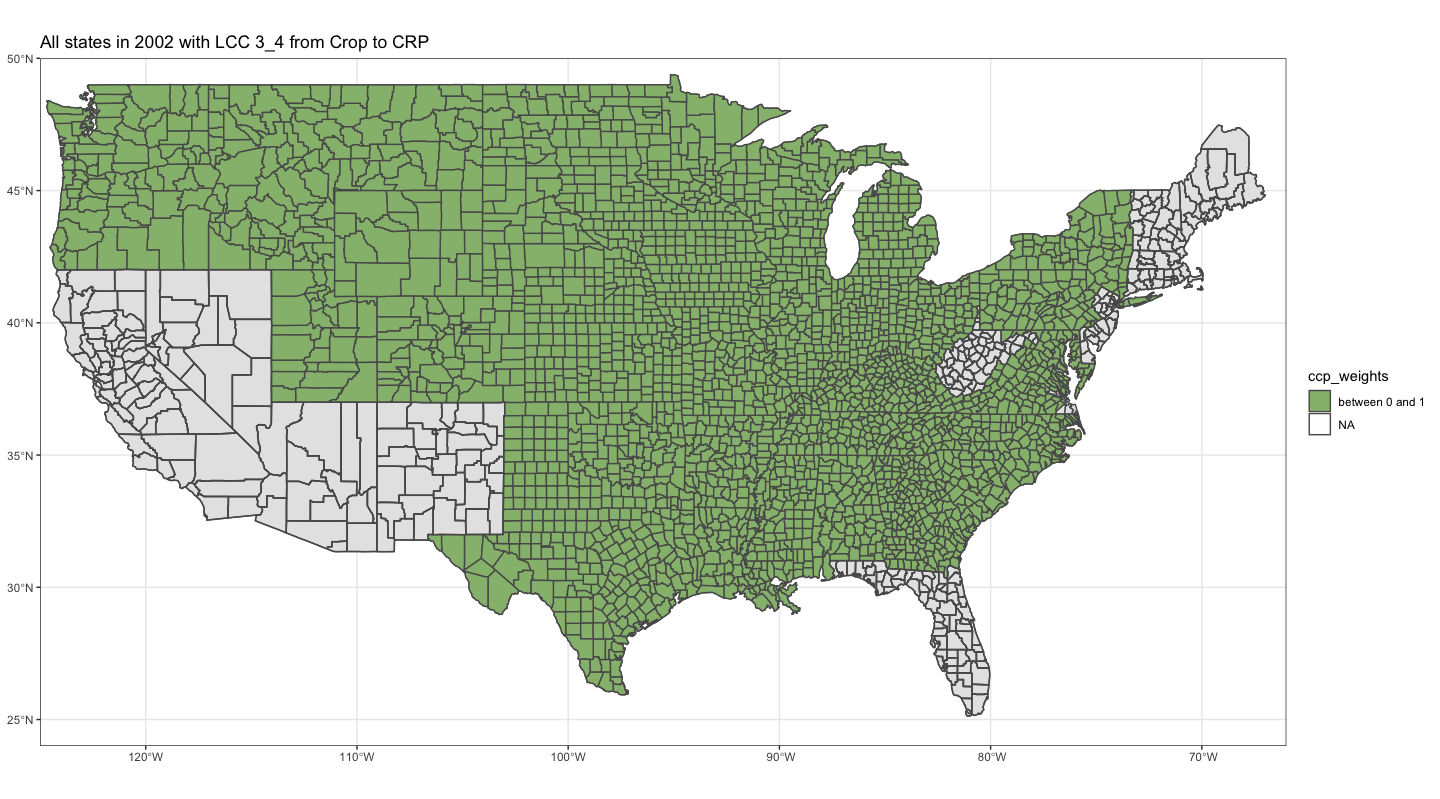 All states in 2002 with LCC 3_4 from Crop to CRP
50°N
45°N
40°N
35°N
30°N
25°N
120°W
110°W
100°W
90°W
80°W
70°W
ccp_weights
between 0 and 1
NA